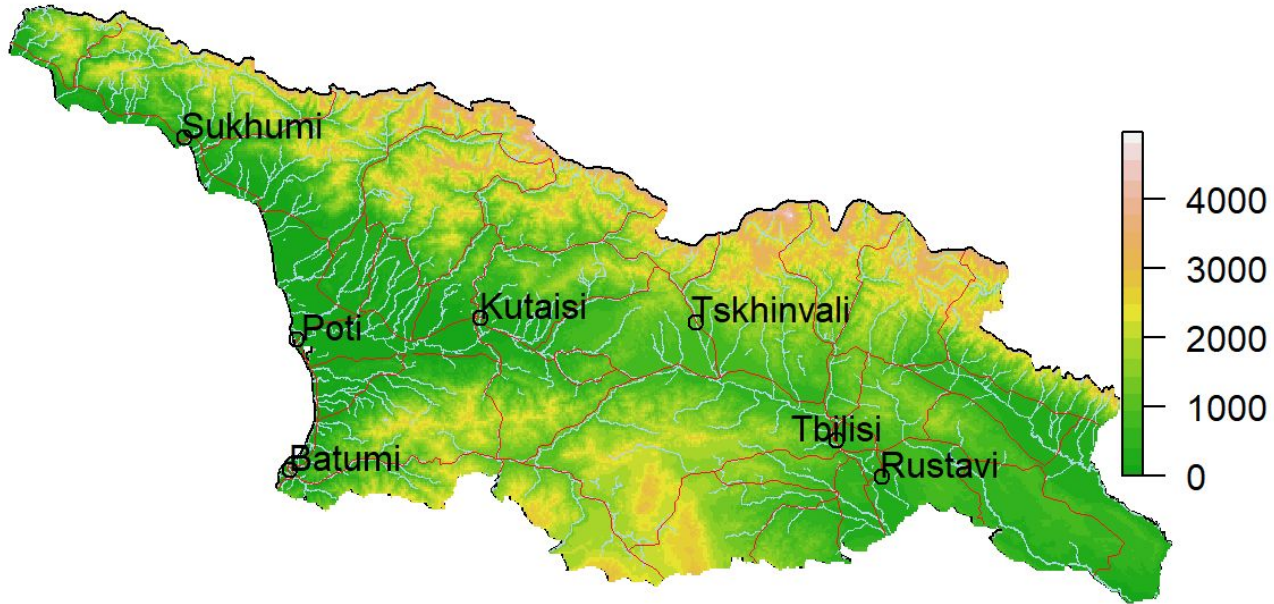 Sukhumi
4000
3000
Kutaisi
Tskhinvali
Poti
2000
1000
Tbilisi
Batumi
Rustavi
0